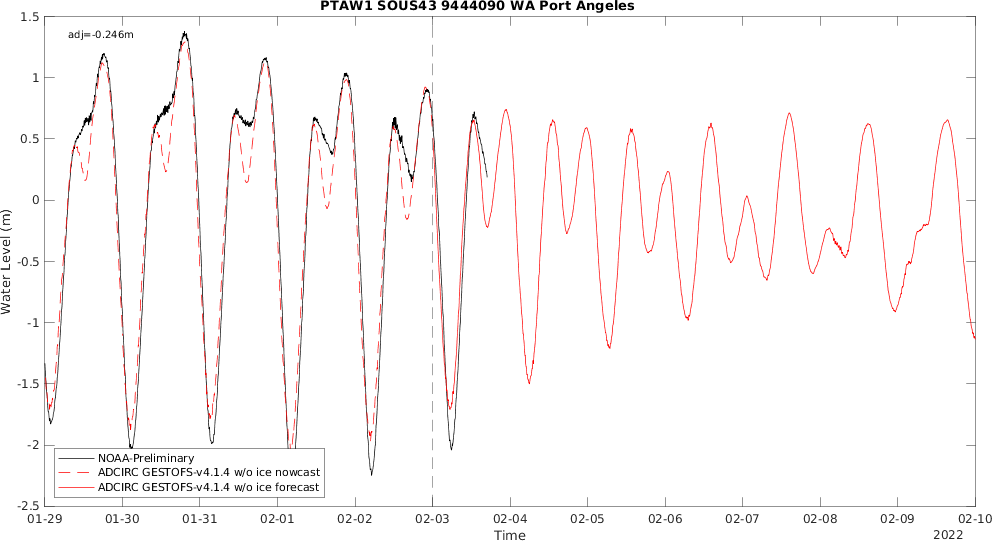 PTAW1 SOUS43 9444090 WA Port Angeles
adj=-0.246m
1.5
1
0.5
0
-0.5
-1
-1.5
-2
-2.5
Water Level (m)
NOAA-Preliminary
ADCIRC GESTOFS-v4.1.4 w/o ice nowcast
ADCIRC GESTOFS-v4.1.4 w/o ice forecast
01-29 01-30 01-31 02-01 02-02 02-03 02-04 02-05 02-06 02-07 02-08 02-09 02-10
Time
2022